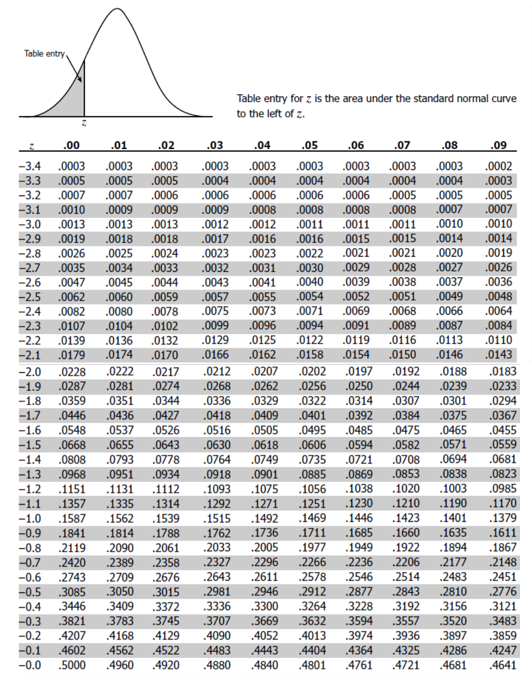 Table entry
z
Table entry for z is the area under the standard normal curve
to the left of z.
z .00 .01 .02 .03 .04 .05 .06 .07 .08 .09
−3.4 .0003 .0003 .0003 .0003 .0003 .0003 .0003 .0003 .0003 .0002
−3.3 .0005 .0005 .0005 .0004 .0004 .0004 .0004 .0004 .0004 .0003
−3.2 .0007 .0007 .0006 .0006 .0006 .0006 .0006 .0005 .0005 .0005
−3.1 .0010 .0009 .0009 .0009 .0008 .0008 .0008 .0008 .0007 .0007
−3.0 .0013 .0013 .0013 .0012 .0012 .0011 .0011 .0011 .0010 .0010
−2.9 .0019 .0018 .0018 .0017 .0016 .0016 .0015 .0015 .0014 .0014
−2.8 .0026 .0025 .0024 .0023 .0023 .0022 .0021 .0021 .0020 .0019
−2.7 .0035 .0034 .0033 .0032 .0031 .0030 .0029 .0028 .0027 .0026
−2.6 .0047 .0045 .0044 .0043 .0041 .0040 .0039 .0038 .0037 .0036
−2.5 .0062 .0060 .0059 .0057 .0055 .0054 .0052 .0051 .0049 .0048
−2.4 .0082 .0080 .0078 .0075 .0073 .0071 .0069 .0068 .0066 .0064
−2.3 .0107 .0104 .0102 .0099 .0096 .0094 .0091 .0089 .0087 .0084
−2.2 .0139 .0136 .0132 .0129 .0125 .0122 .0119 .0116 .0113 .0110
−2.1 .0179 .0174 .0170 .0166 .0162 .0158 .0154 .0150 .0146 .0143
−2.0 .0228 .0222 .0217 .0212 .0207 .0202 .0197 .0192 .0188 .0183
−1.9 .0287 .0281 .0274 .0268 .0262 .0256 .0250 .0244 .0239 .0233
−1.8 .0359 .0351 .0344 .0336 .0329 .0322 .0314 .0307 .0301 .0294
−1.7 .0446 .0436 .0427 .0418 .0409 .0401 .0392 .0384 .0375 .0367
−1.6 .0548 .0537 .0526 .0516 .0505 .0495 .0485 .0475 .0465 .0455
−1.5 .0668 .0655 .0643 .0630 .0618 .0606 .0594 .0582 .0571 .0559
−1.4 .0808 .0793 .0778 .0764 .0749 .0735 .0721 .0708 .0694 .0681
−1.3 .0968 .0951 .0934 .0918 .0901 .0885 .0869 .0853 .0838 .0823
−1.2 .1151 .1131 .1112 .1093 .1075 .1056 .1038 .1020 .1003 .0985
−1.1 .1357 .1335 .1314 .1292 .1271 .1251 .1230 .1210 .1190 .1170
−1.0 .1587 .1562 .1539 .1515 .1492 .1469 .1446 .1423 .1401 .1379
−0.9 .1841 .1814 .1788 .1762 .1736 .1711 .1685 .1660 .1635 .1611
−0.8 .2119 .2090 .2061 .2033 .2005 .1977 .1949 .1922 .1894 .1867
−0.7 .2420 .2389 .2358 .2327 .2296 .2266 .2236 .2206 .2177 .2148
−0.6 .2743 .2709 .2676 .2643 .2611 .2578 .2546 .2514 .2483 .2451
−0.5 .3085 .3050 .3015 .2981 .2946 .2912 .2877 .2843 .2810 .2776
−0.4 .3446 .3409 .3372 .3336 .3300 .3264 .3228 .3192 .3156 .3121
−0.3 .3821 .3783 .3745 .3707 .3669 .3632 .3594 .3557 .3520 .3483
−0.2 .4207 .4168 .4129 .4090 .4052 .4013 .3974 .3936 .3897 .3859
−0.1 .4602 .4562 .4522 .4483 .4443 .4404 .4364 .4325 .4286 .4247
−0.0 .5000 .4960 .4920 .4880 .4840 .4801 .4761 .4721 .4681 .4641